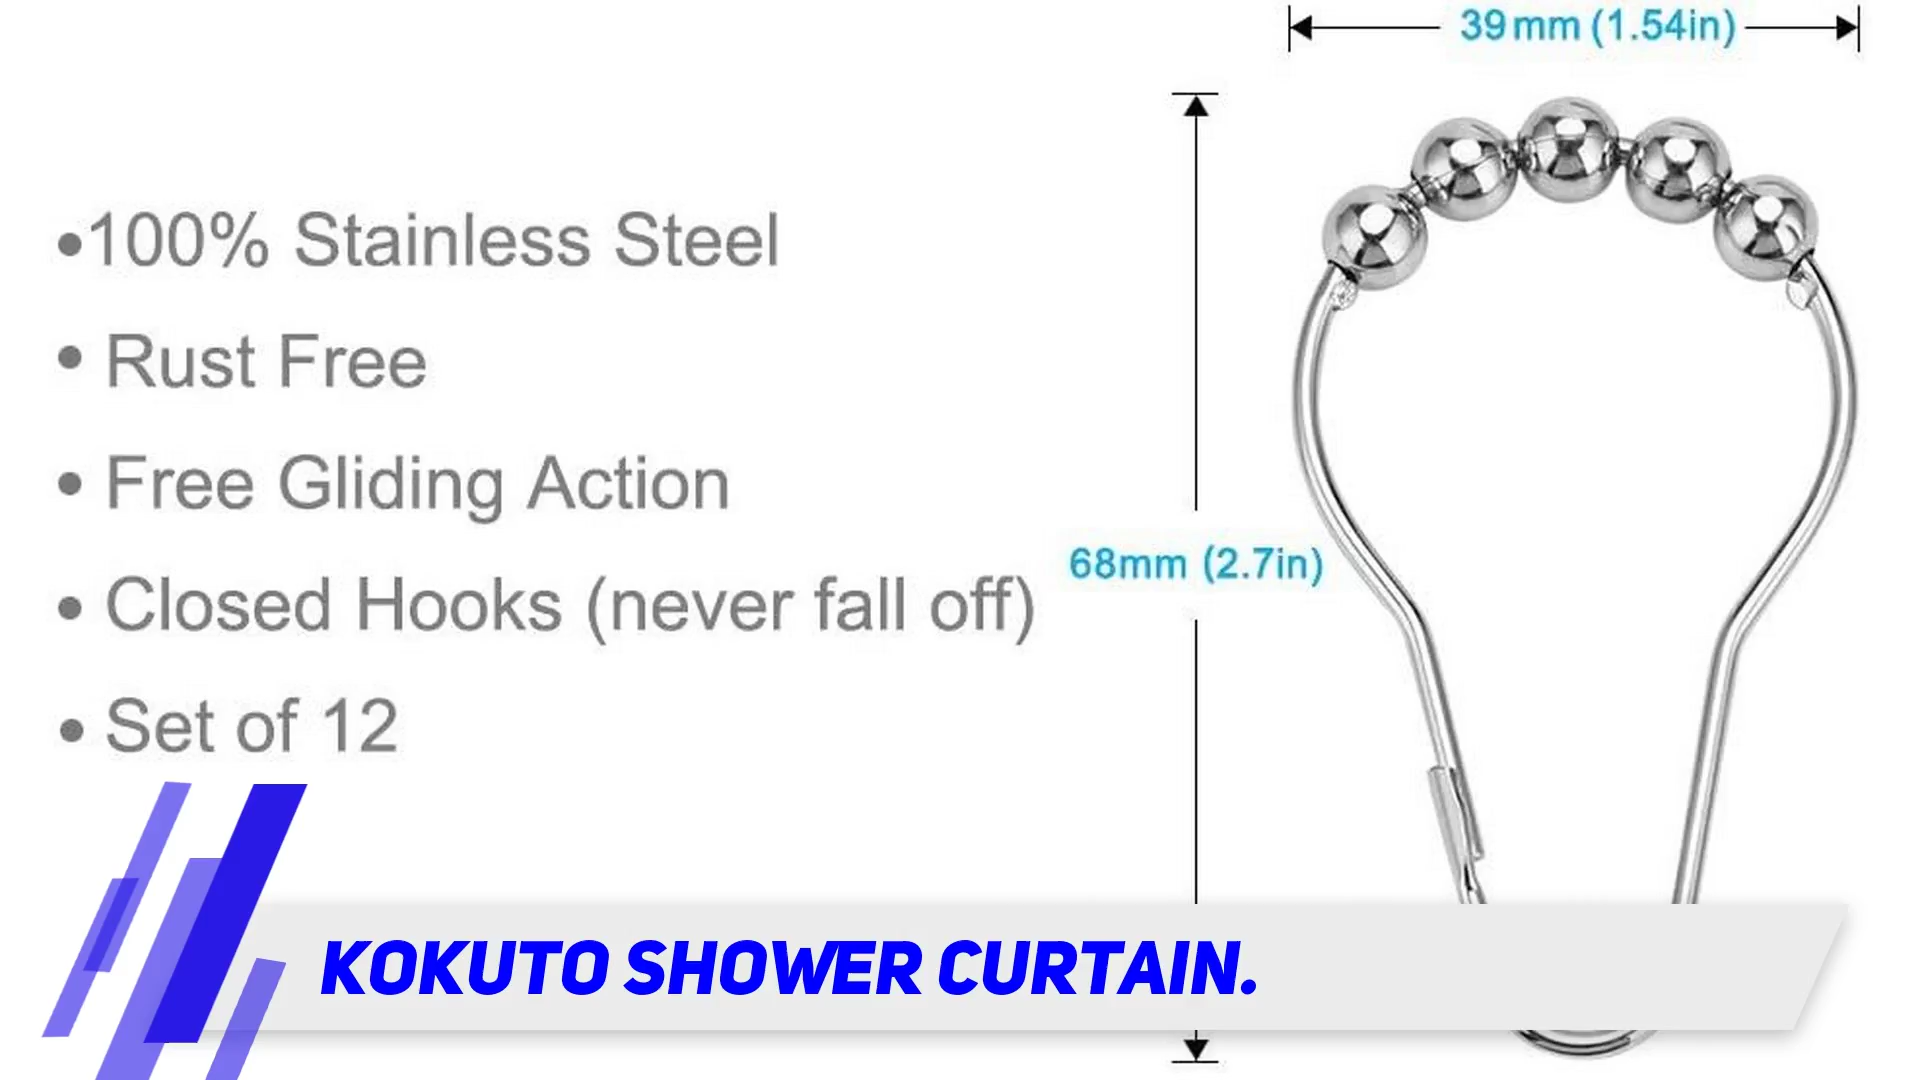 39mm (1.54in)
•100% Stainless Steel
• Rust Free
• Free Gliding Action
68mm (2.7in)
• Closed Hooks (never fall off)
• Set of 12
KOKUTO SHOWER CURTAIN.